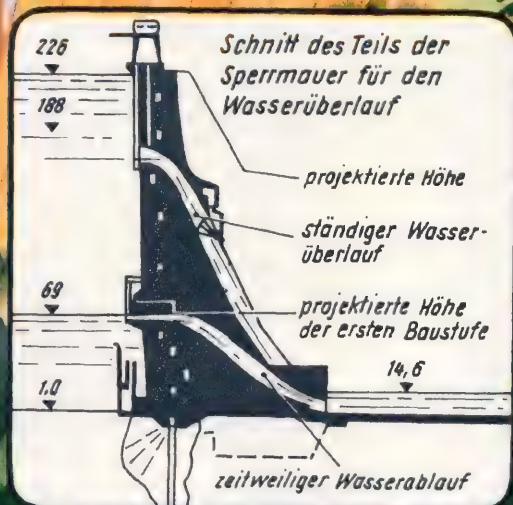 Schnitt des Teils der
Sperrmauer für den
Wasserüberlauf
226
188
projektierte Höhe
ständiger Wasser-
überlauf
69
projektierte Höhe
der ersten Baustufe
14,6
1,0
zeitweiliger Wasserablauf